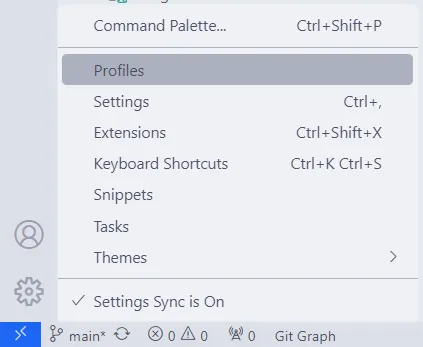 Command Palette... Ctrl+Shift+P
Profiles
Settings Ctrl+,
Extensions Ctrl+Shift+X
Keyboard Shortcuts Ctrl+K Ctrl+S
Snippets
Tasks
Themes
Settings Sync is On
main* 0 0 0 Git Graph